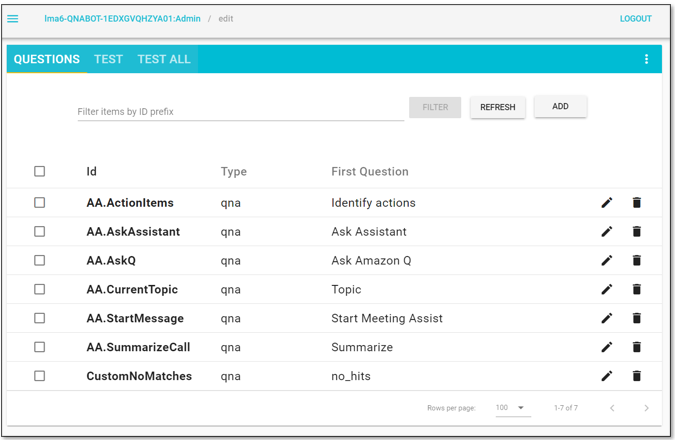 lma6-QNABOT-1EDXGVQHZYA01:Admin / edit LOGOUT
QUESTIONS TEST TEST ALL
Filter items by ID prefix FILTER REFRESH ADD
Id Type First Question
AA.ActionItems qna Identify actions
AA.AskAssistant qna Ask Assistant
AA.AskQ qna Ask Amazon Q
AA.CurrentTopic qna Topic
AA.StartMessage qna Start Meeting Assist
AA.SummarizeCall qna Summarize
CustomNoMatches qna no_hits
Rows per page: 100 1-7 of 7